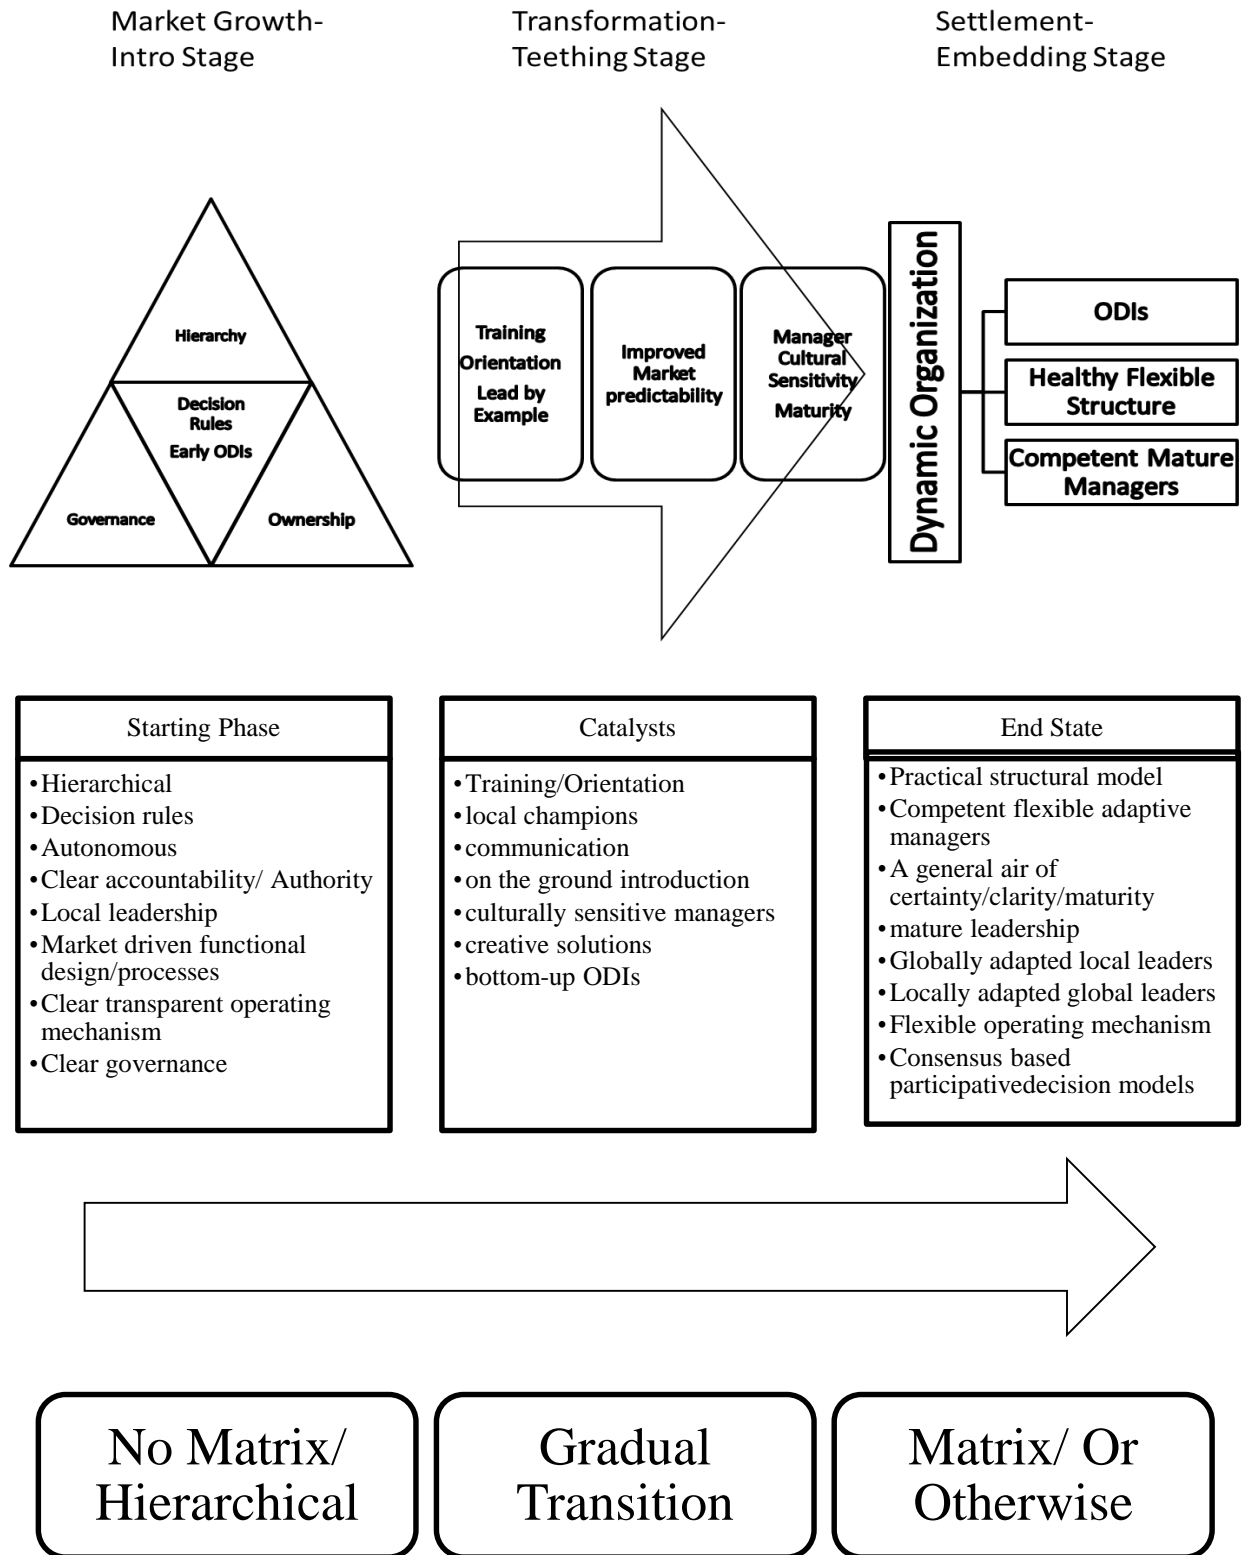 Market Growth-
Intro Stage
Transformation-
Teething Stage
Settlement-
Embedding Stage
Hierarchy
Decision
Rules
Early ODIs
Governance
Ownership
Training
Orientation
Lead by
Example
Improved
Market
predictability
Manager
Cultural
Sensitivity
Maturity
Dynamic Organization
ODIs
Healthy Flexible
Structure
Competent Mature
Managers
Starting Phase
•Hierarchical
•Decision rules
•Autonomous
•Clear accountability/ Authority
•Local leadership
•Market driven functional
design/processes
•Clear transparent operating
mechanism
•Clear governance
Catalysts
•Training/Orientation
•local champions
•communication
•on the ground introduction
•culturally sensitive managers
•creative solutions
•bottom-up ODIs
End State
•Practical structural model
•Competent flexible adaptive
managers
•A general air of
certainty/clarity/maturity
•mature leadership
•Globally adapted local leaders
•Locally adapted global leaders
•Flexible operating mechanism
•Consensus based
participativedecision models
No Matrix/
Hierarchical
Gradual
Transition
Matrix/ Or
Otherwise